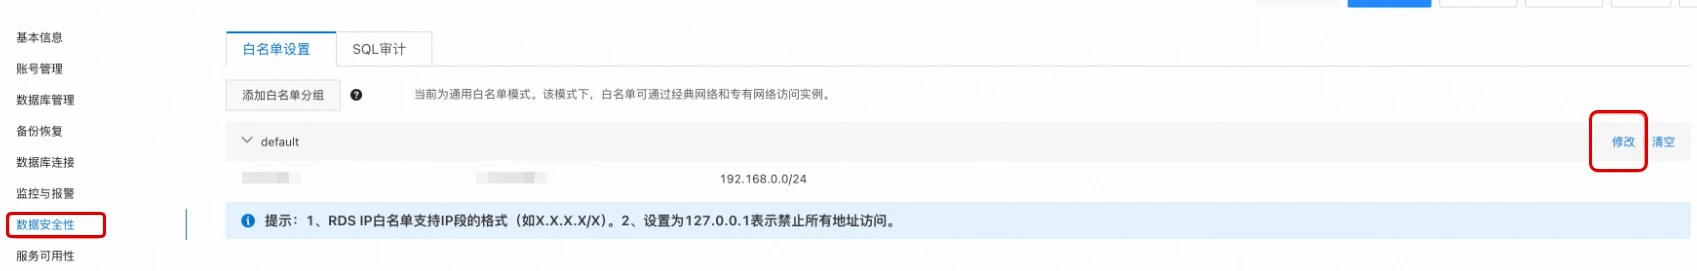 基本信息
账号管理
数据库管理
备份恢复
数据库连接
监控与报警
数据安全性
服务可用性
白名单设置 SQL审计
添加白名单分组 ? 当前为通用白名单模式。该模式下，白名单可通过经典网络和专有网络访问实例。
default 修改 清空
192.168.0.0/24
提示：1、RDS IP白名单支持IP段的格式（如X.X.X.X/X）。2、设置为127.0.0.1表示禁止所有地址访问。